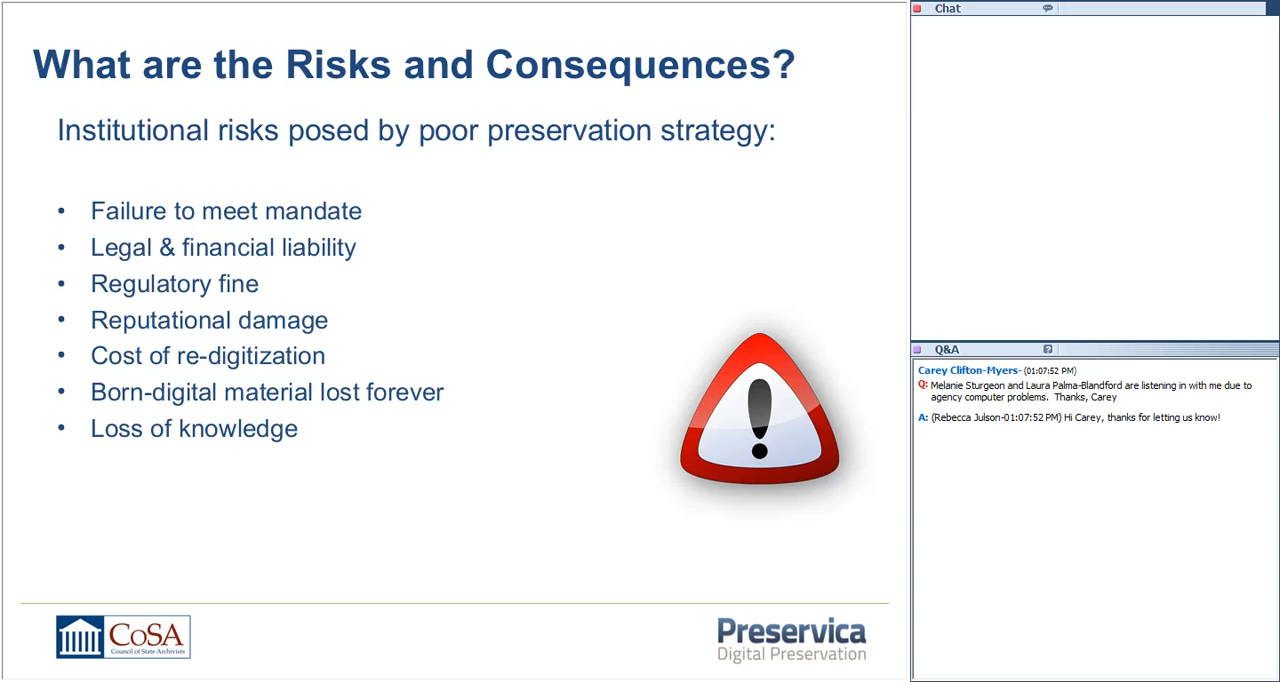 What are the Risks and Consequences?
Institutional risks posed by poor preservation strategy:
• Failure to meet mandate
• Legal & financial liability
• Regulatory fine
• Reputational damage
• Cost of re-digitization
• Born-digital material lost forever
• Loss of knowledge
CoSA
Council of State Archivists
Preservica
Digital Preservation
Chat
Q&A
Carey Clifton-Myers- (01:07:52 PM)
Q: Melanie Sturgeon and Laura Palma-Blandford are listening in with me due to
agency computer problems. Thanks, Carey
A: (Rebecca Julson-01:07:52 PM) Hi Carey, thanks for letting us know!